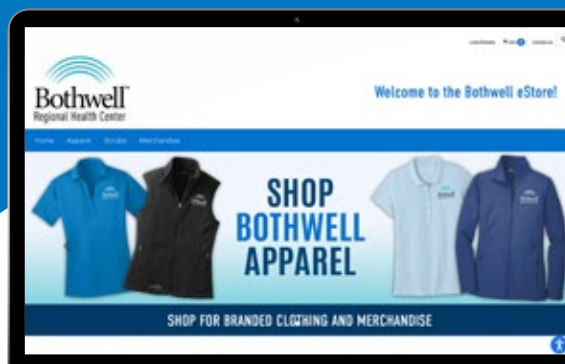 Bothwell
Regional Health Center
Welcome to the Bothwell eStore!
Home Apparel Scrubs Merchandise
SHOP
BOTHWELL
APPAREL
SHOP FOR BRANDED CLOTHING AND MERCHANDISE